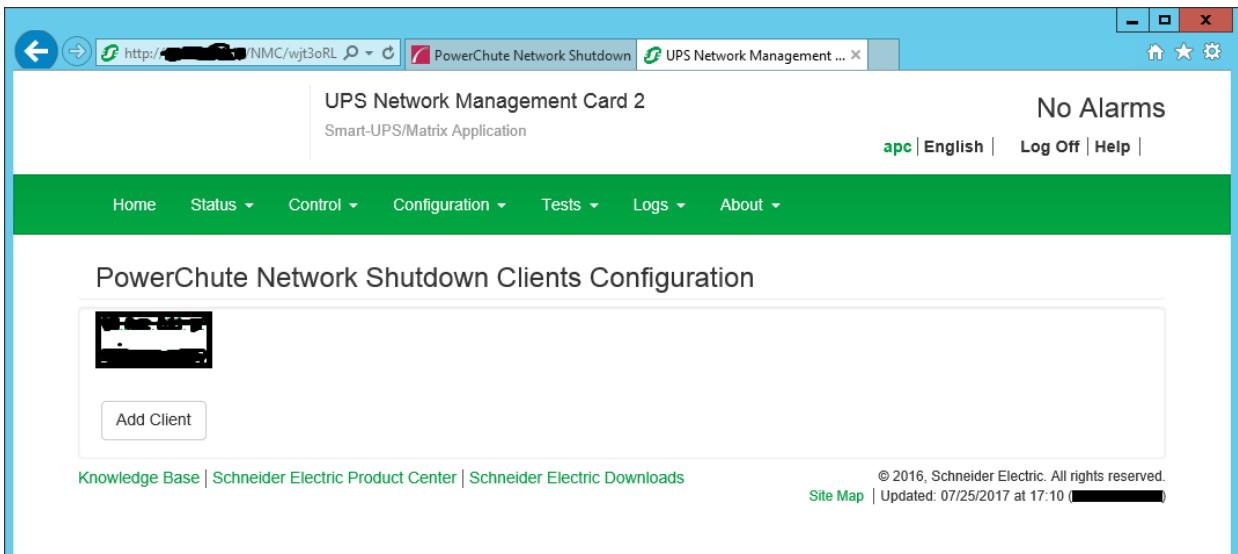 http:/ /NMC/wjt3oRL
PowerChute Network Shutdown
UPS Network Management ...
UPS Network Management Card 2
Smart-UPS/Matrix Application
No Alarms
apc | English | Log Off | Help |
Home Status Control Configuration Tests Logs About
PowerChute Network Shutdown Clients Configuration
Add Client
Knowledge Base | Schneider Electric Product Center | Schneider Electric Downloads
© 2016, Schneider Electric. All rights reserved.
Site Map | Updated: 07/25/2017 at 17:10 ( )